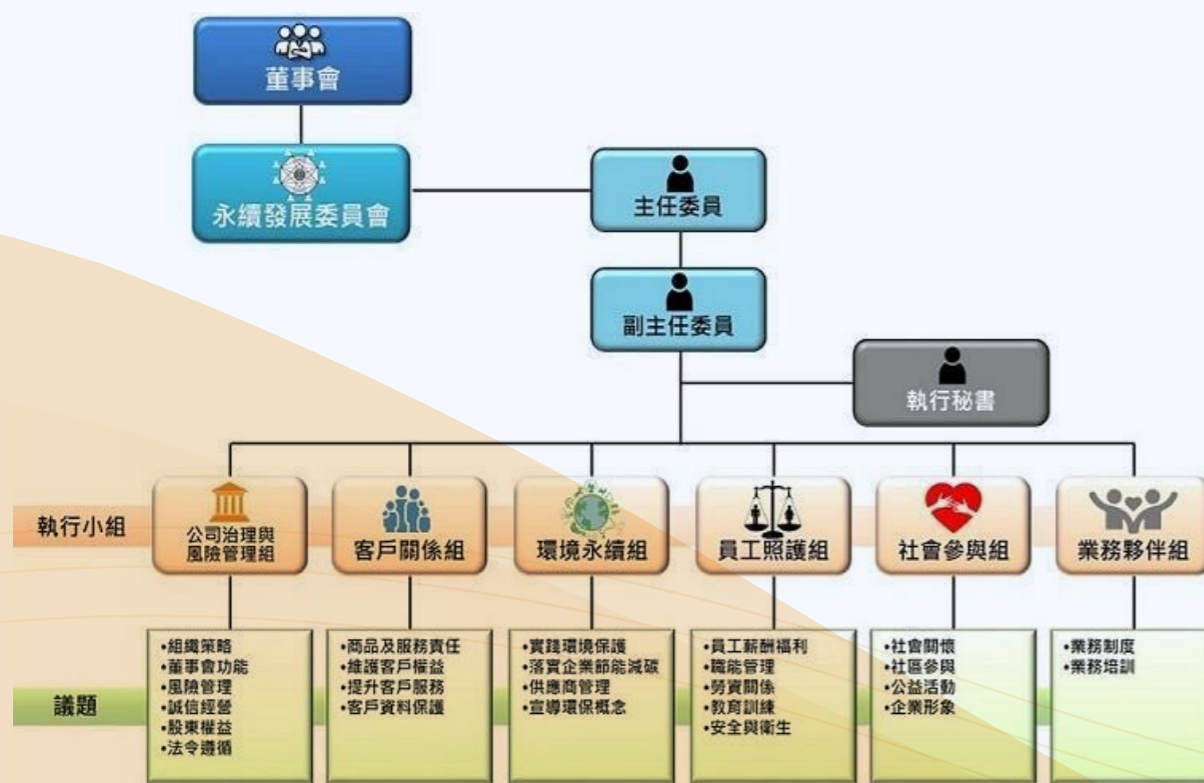 董事會
永續發展委員會
主任委員
副主任委員
執行秘書
執行小組
公司治理與
風險管理組
客戶關係組
環境永續組
員工照護組
社會參與組
業務夥伴組
議題
•組織策略
•董事會功能
•風險管理
•誠信經營
•股東權益
•法令遵循
•商品及服務責任
•維護客戶權益
•提升客戶服務
•客戶資料保護
•實踐環境保護
•落實企業節能減碳
•供應商管理
•宣導環保概念
•員工薪酬福利
•職能管理
•勞資關係
•教育訓練
•安全與衛生
•社會關懷
•社區參與
•公益活動
•企業形象
•業務制度
•業務培訓